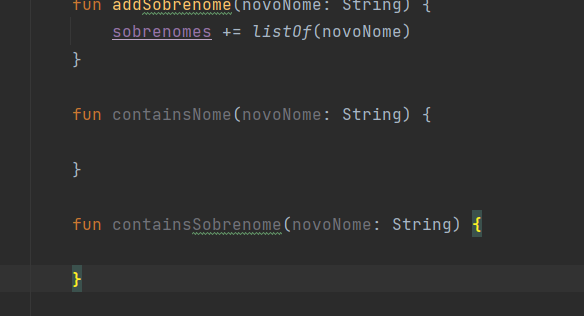 fun addSobrenome(novoNome: String) {
sobrenomes += listOf(novoNome)
}
fun containsNome(novoNome: String) {
}
fun containsSobrenome(novoNome: String) {
}